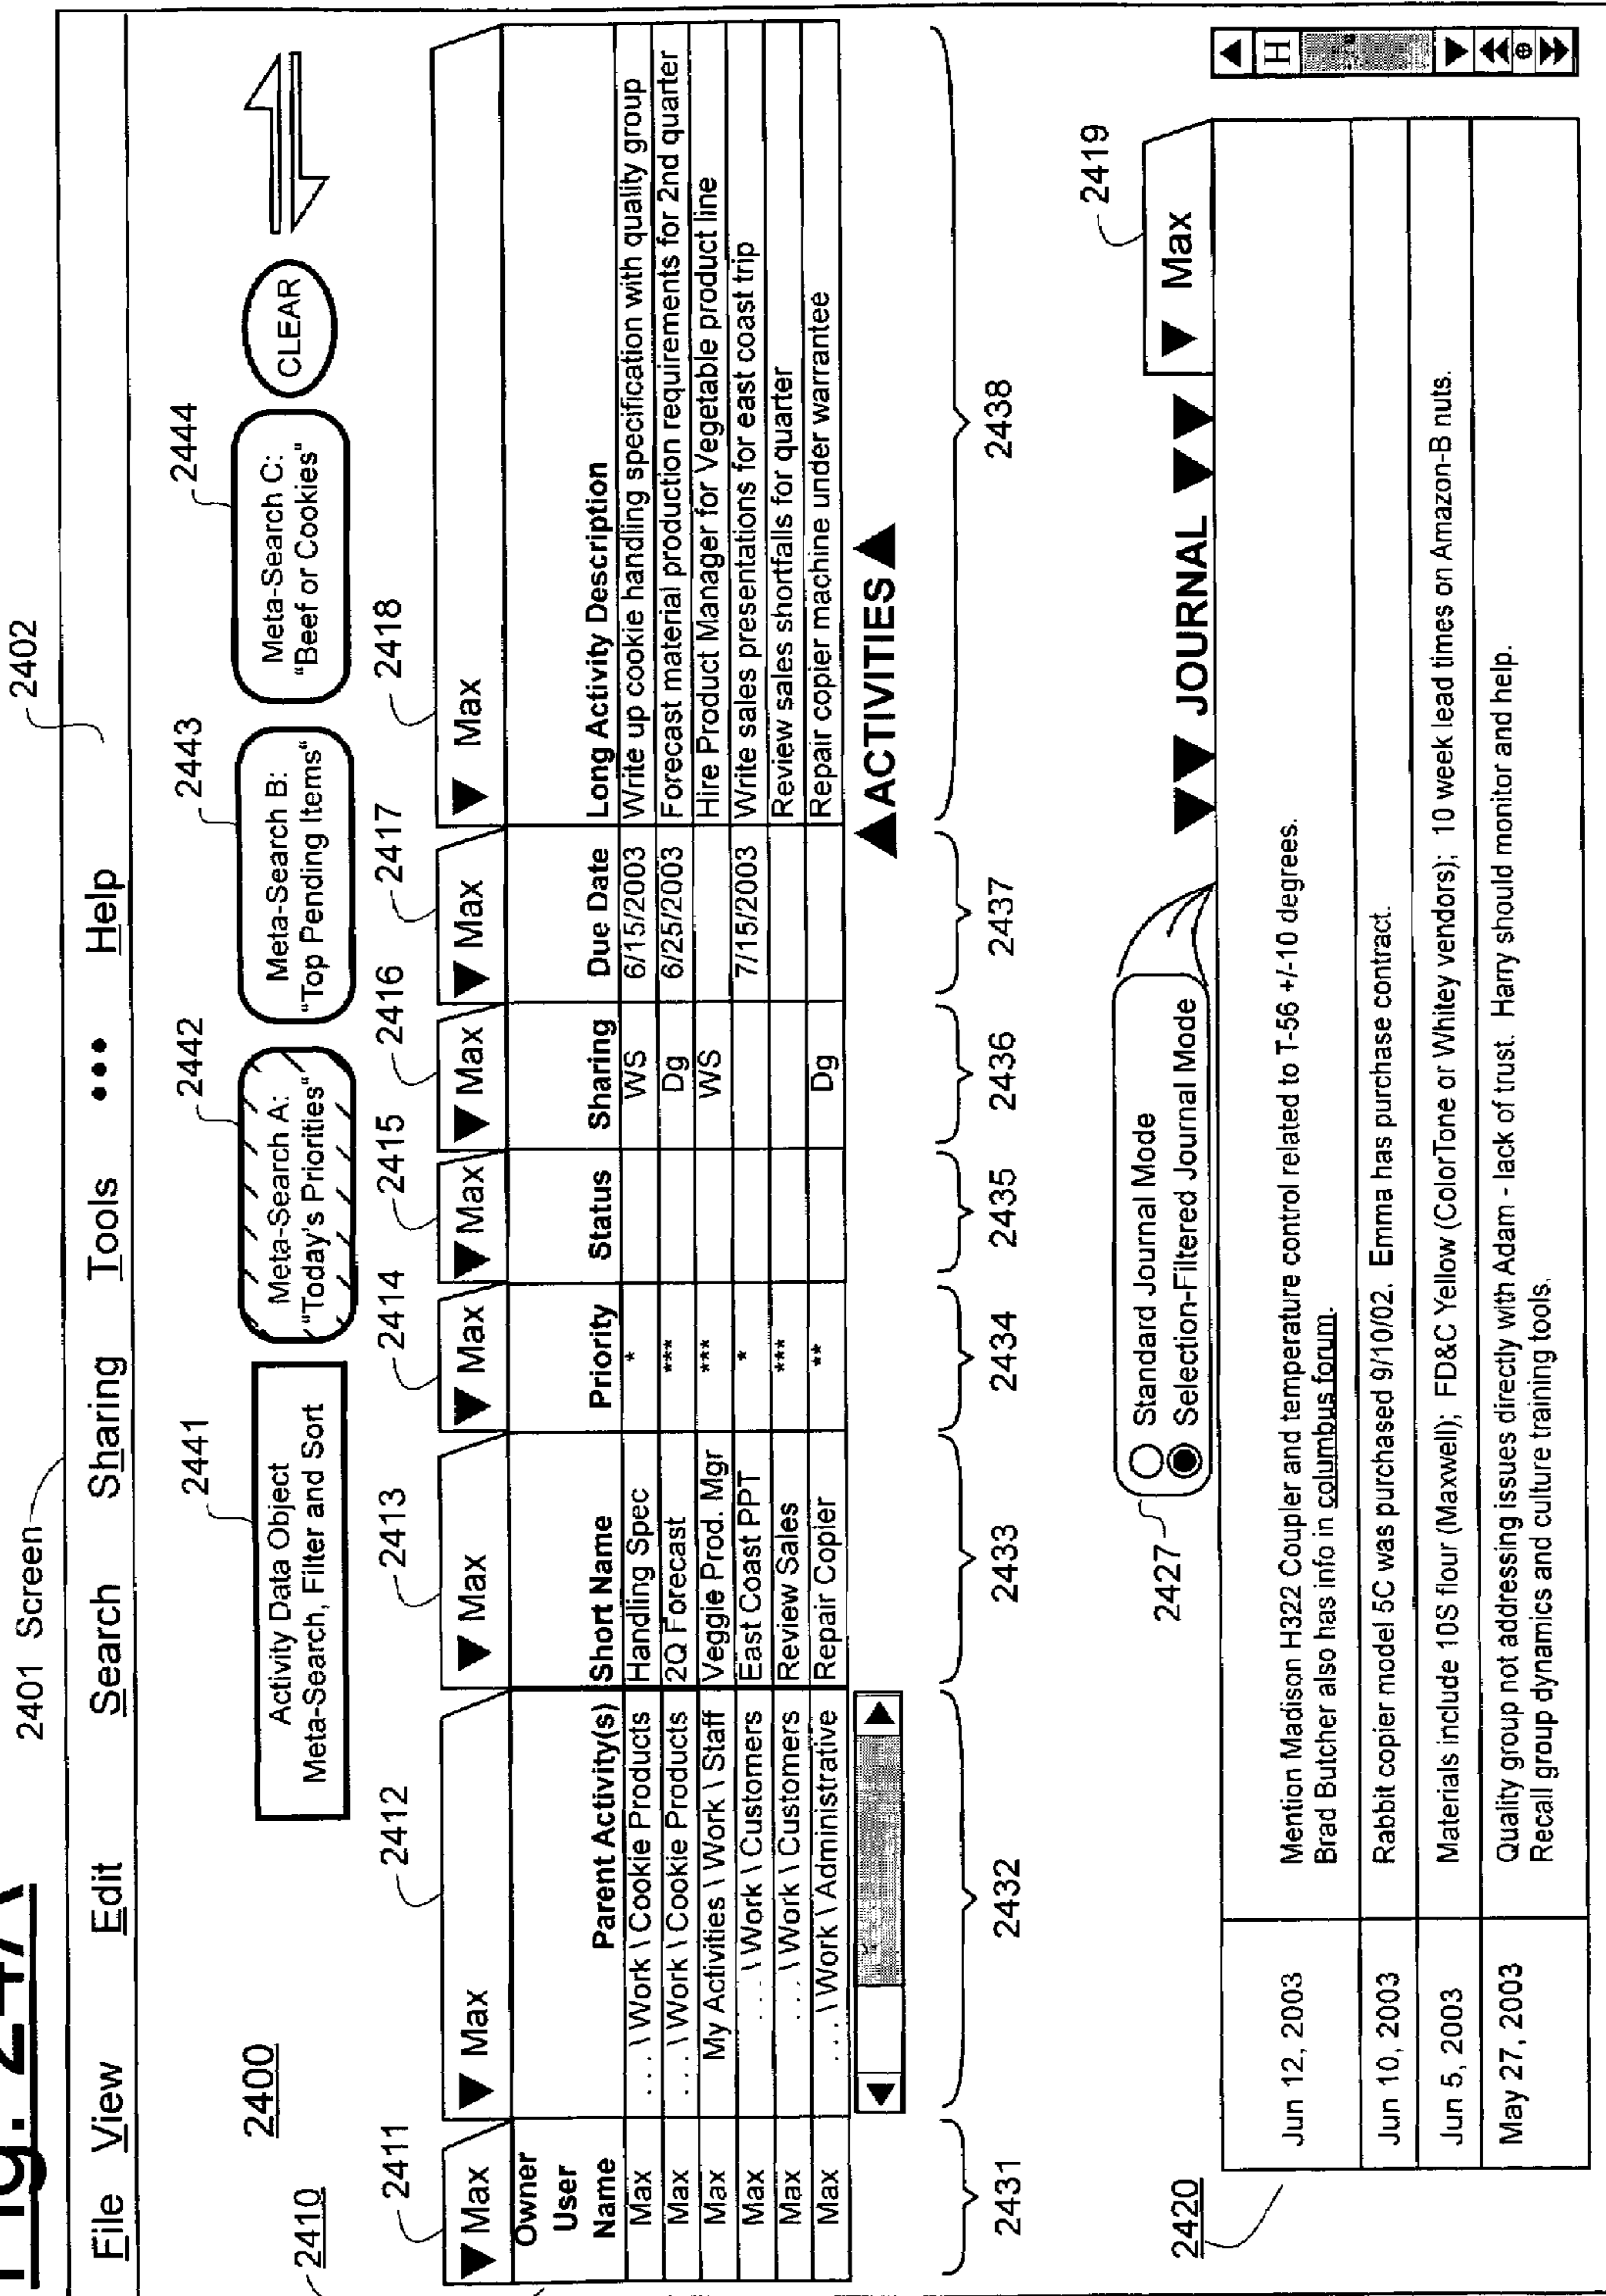 Fig. 24A
2401 Screen
2402
File View Edit Search Sharing Tools ••• Help
2400
2441
Activity Data Object
Meta-Search, Filter and Sort
2442
Meta-Search A:
"Today's Priorities"
2443
Meta-Search B:
"Top Pending Items"
2444
Meta-Search C:
"Beef or Cookies"
CLEAR
2410
2411 2412 2413 2414 2415 2416 2417 2418
▼ Max ▼ Max ▼ Max ▼ Max ▼ Max ▼ Max ▼ Max ▼ Max
Owner
User
Name Parent Activity(s) Short Name Priority Status Sharing Due Date Long Activity Description
Max ...\ Work \ Cookie Products Handling Spec * WS 6/15/2003 Write up cookie handling specification with quality group
Max ...\ Work \ Cookie Products 2Q Forecast *** Dg 6/25/2003 Forecast material production requirements for 2nd quarter
Max My Activities \ Work \ Staff Veggie Prod. Mgr *** WS Hire Product Manager for Vegetable product line
Max ...\ Work \ Customers East Coast PPT * 7/15/2003 Write sales presentations for east coast trip
Max ...\ Work \ Customers Review Sales *** Review sales shortfalls for quarter
Max ...\ Work \ Administrative Repair Copier ** Dg Repair copier machine under warrantee
▲ACTIVITIES▲
2431 2432 2433 2434 2435 2436 2437 2438
2427
Standard Journal Mode
Selection-Filtered Journal Mode
▼▼ JOURNAL ▼▼
▼ Max
2419
H
2420
Jun 12, 2003 Mention Madison H322 Coupler and temperature control related to T-56 +/-10 degrees.
Brad Butcher also has info in columbus forum.
Jun 10, 2003 Rabbit copier model 5C was purchased 9/10/02. Emma has purchase contract.
Jun 5, 2003 Materials include 10S flour (Maxwell); FD&C Yellow (ColorTone or Whitey vendors); 10 week lead times on Amazon-B nuts.
May 27, 2003 Quality group not addressing issues directly with Adam - lack of trust. Harry should monitor and help.
Recall group dynamics and culture training tools.